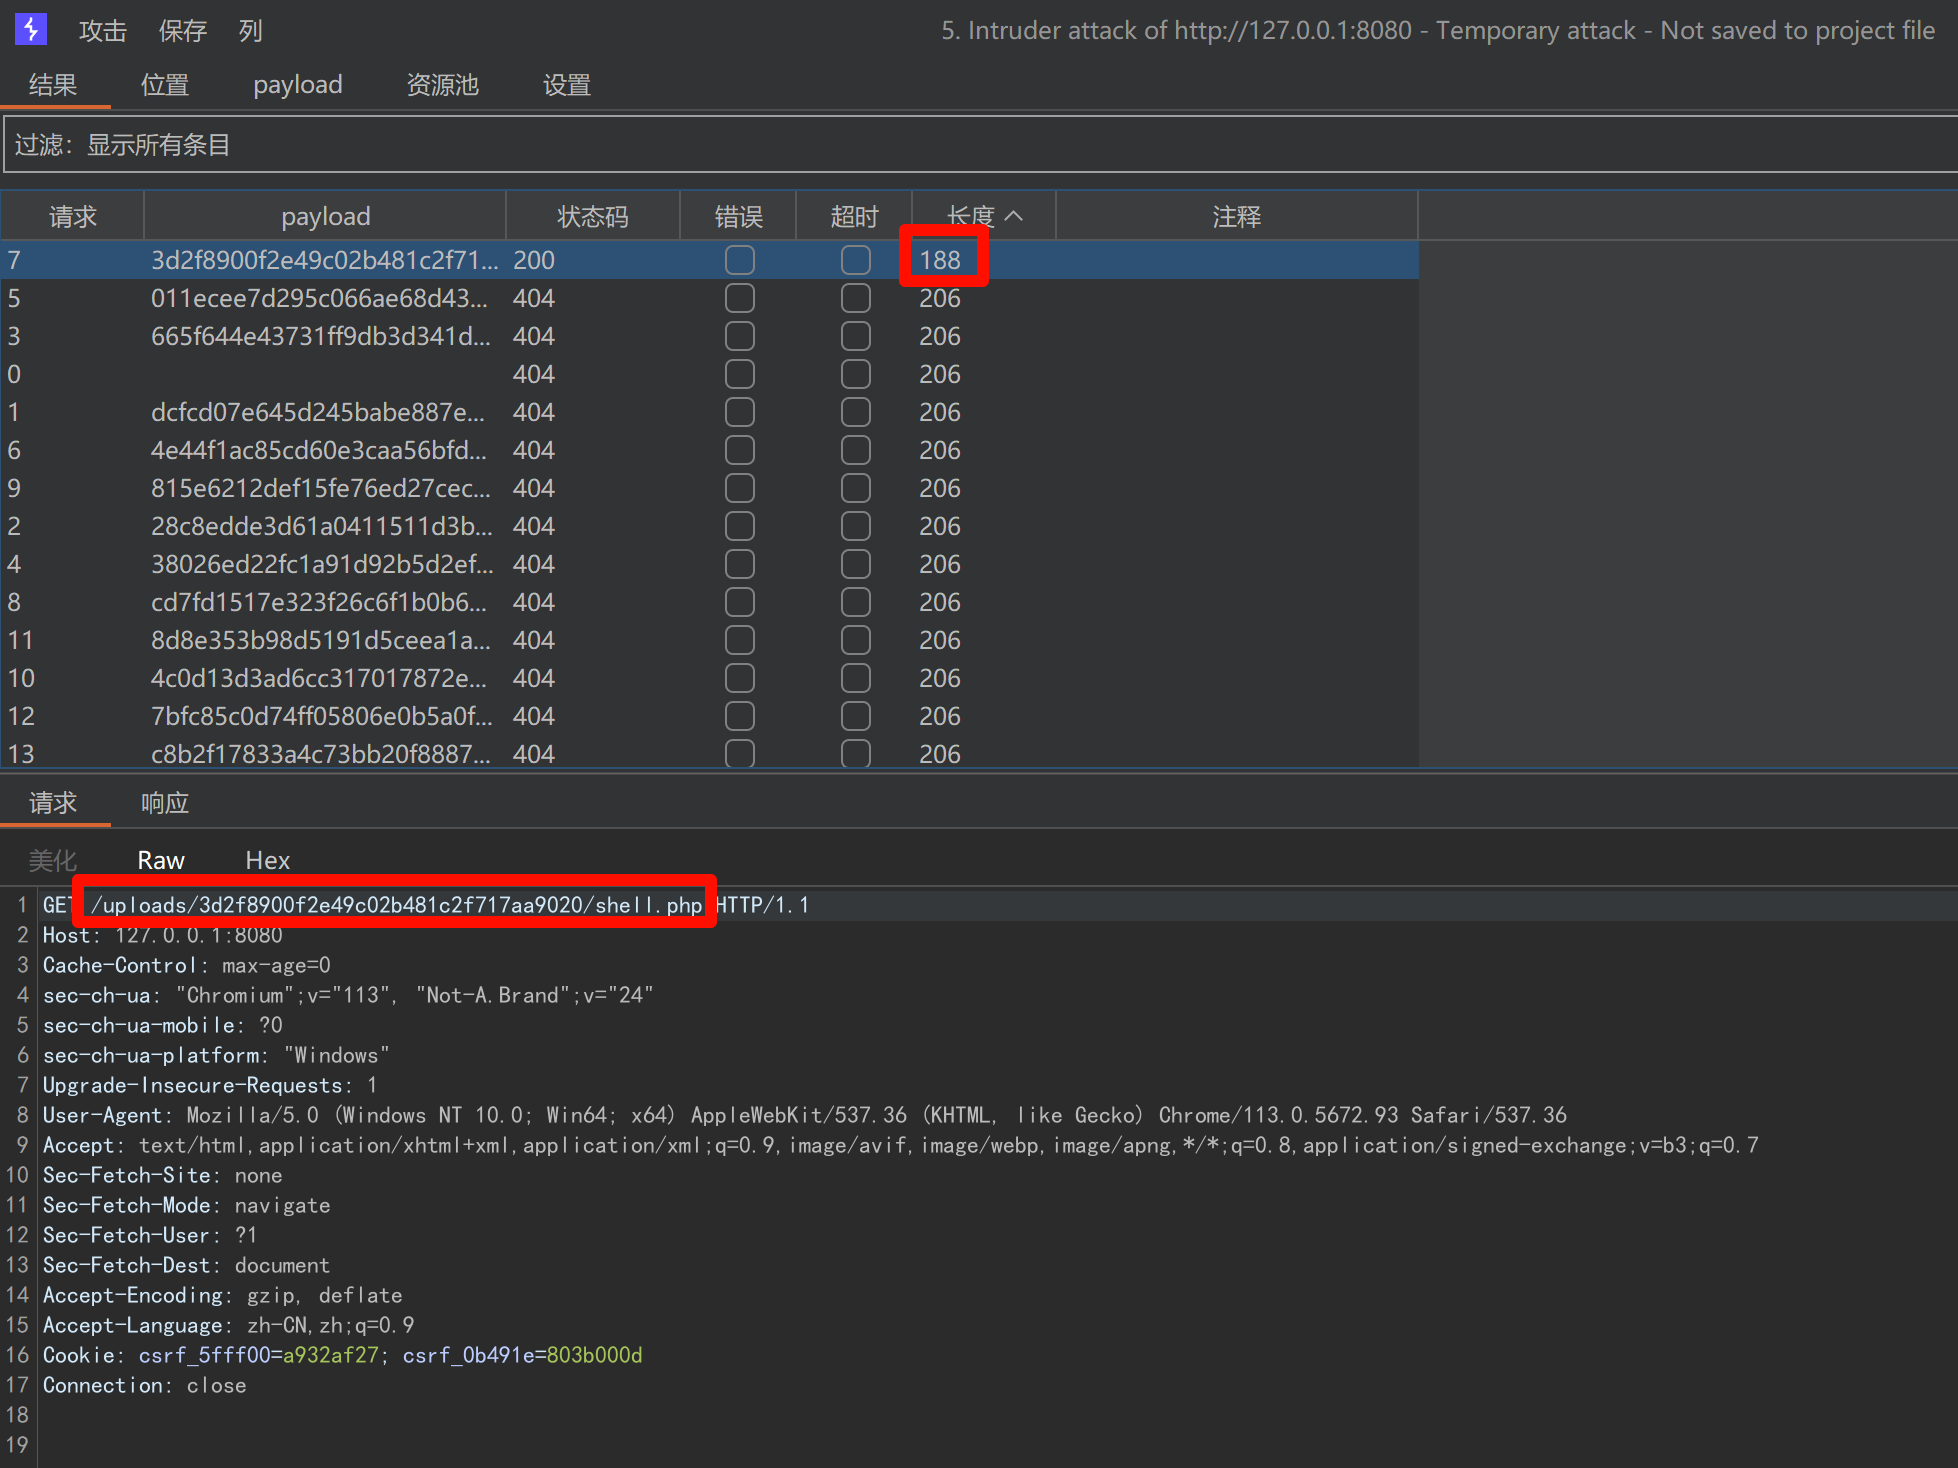 攻击 保存 列 5. Intruder attack of http://127.0.0.1:8080 - Temporary attack - Not saved to project file
结果 位置 payload 资源池 设置
过滤：显示所有条目
请求 payload 状态码 错误 超时 长度 注释
7 3d2f8900f2e49c02b481c2f71... 200 188
5 011ecee7d295c066ae68d43... 404 206
3 665f644e43731ff9db3d341d... 404 206
0 404 206
1 dcfcd07e645d245babe887e... 404 206
6 4e44f1ac85cd60e3caa56bfd... 404 206
9 815e6212def15fe76ed27cec... 404 206
2 28c8edde3d61a0411511d3b... 404 206
4 38026ed22fc1a91d92b5d2ef... 404 206
8 cd7fd1517e323f26c6f1b0b6... 404 206
11 8d8e353b98d5191d5ceea1a... 404 206
10 4c0d13d3ad6cc317017872e... 404 206
12 7bfc85c0d74ff05806e0b5a0f... 404 206
13 c8b2f17833a4c73bb20f8887... 404 206
请求 响应
美化 Raw Hex
1 GET /uploads/3d2f8900f2e49c02b481c2f717aa9020/shell.php HTTP/1.1
2 Host: 127.0.0.1:8080
3 Cache-Control: max-age=0
4 sec-ch-ua: "Chromium";v="113", "Not-A.Brand";v="24"
5 sec-ch-ua-mobile: ?0
6 sec-ch-ua-platform: "Windows"
7 Upgrade-Insecure-Requests: 1
8 User-Agent: Mozilla/5.0 (Windows NT 10.0; Win64; x64) AppleWebKit/537.36 (KHTML, like Gecko) Chrome/113.0.5672.93 Safari/537.36
9 Accept: text/html,application/xhtml+xml,application/xml;q=0.9,image/avif,image/webp,image/apng,*/*;q=0.8,application/signed-exchange;v=b3;q=0.7
10 Sec-Fetch-Site: none
11 Sec-Fetch-Mode: navigate
12 Sec-Fetch-User: ?1
13 Sec-Fetch-Dest: document
14 Accept-Encoding: gzip, deflate
15 Accept-Language: zh-CN,zh;q=0.9
16 Cookie: csrf_5fff00=a932af27; csrf_0b491e=803b000d
17 Connection: close
18
19